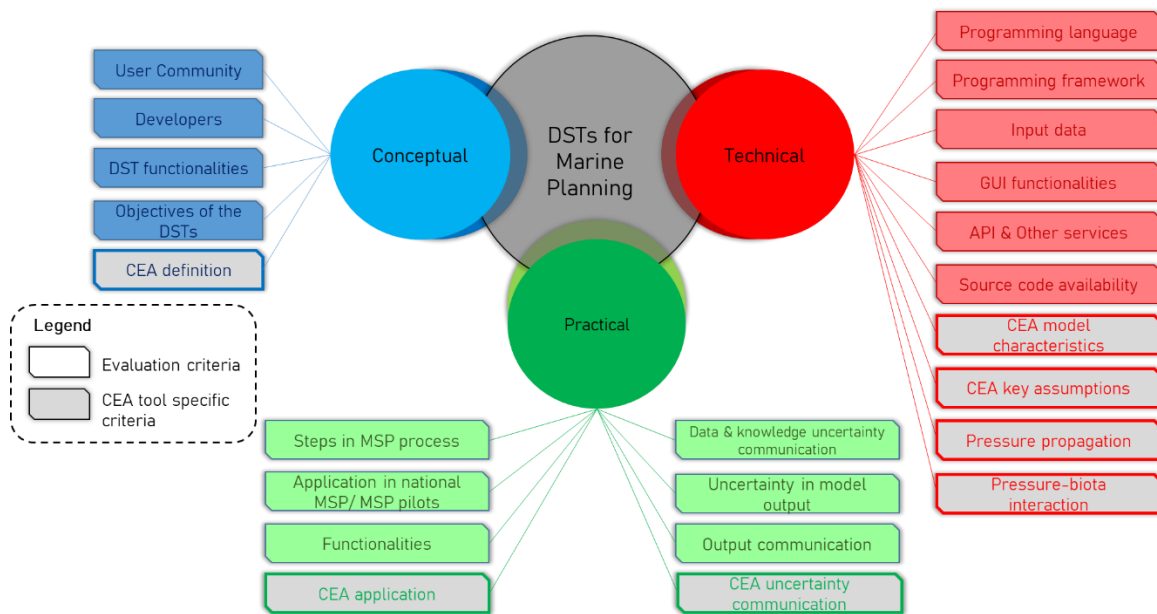 User Community
Developers
DST functionalities
Objectives of the
DSTs
CEA definition
Legend
Evaluation criteria
CEA tool specific
criteria
Conceptual
DSTs for
Marine
Planning
Technical
Practical
Programming language
Programming framework
Input data
GUI functionalities
API & Other services
Source code availability
CEA model
characteristics
CEA key assumptions
Pressure propagation
Pressure-biota
interaction
Steps in MSP process
Application in national
MSP/ MSP pilots
Functionalities
CEA application
Data & knowledge uncertainty
communication
Uncertainty in model
output
Output communication
CEA uncertainty
communication